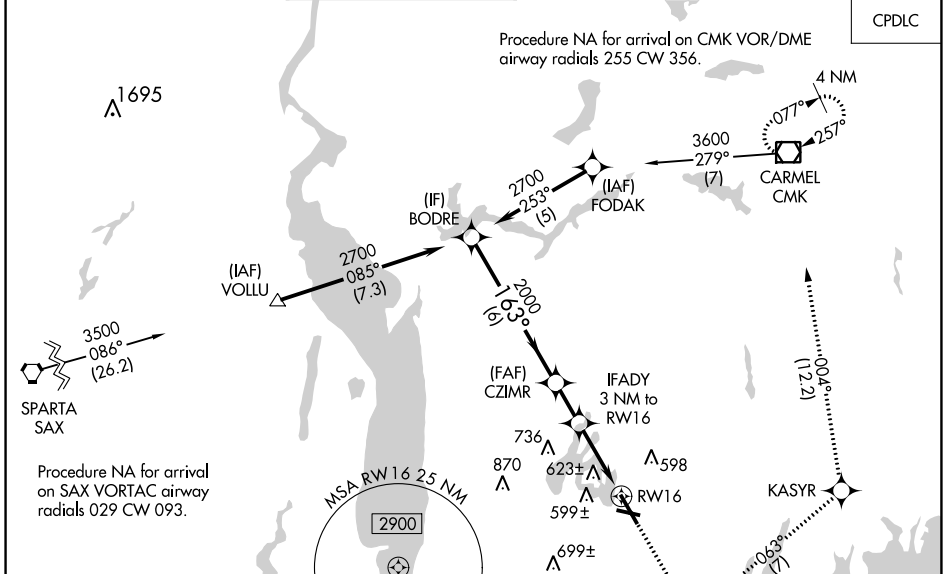 CPDLC
Procedure NA for arrival on CMK VOR/DME
airway radials 255 CW 356.
1695
4 NM
077°
257°
3600
279°
(7)
CARMEL
CMK
2700
253°
(5)
(IAF)
FODAK
(IF)
BODRE
2700
085°
(7.3)
(IAF)
VOLLU
2000
163°
(6)
3500
086°
(26.2)
SPARTA
SAX
(FAF)
CZIMR
IFADY
3 NM to
RW16
004°
(12.2)
736
870
623±
598
599±
RW16
KASYR
Procedure NA for arrival
on SAX VORTAC airway
radials 029 CW 093.
MSA RW16 25 NM
2900
699±
063°
(7)